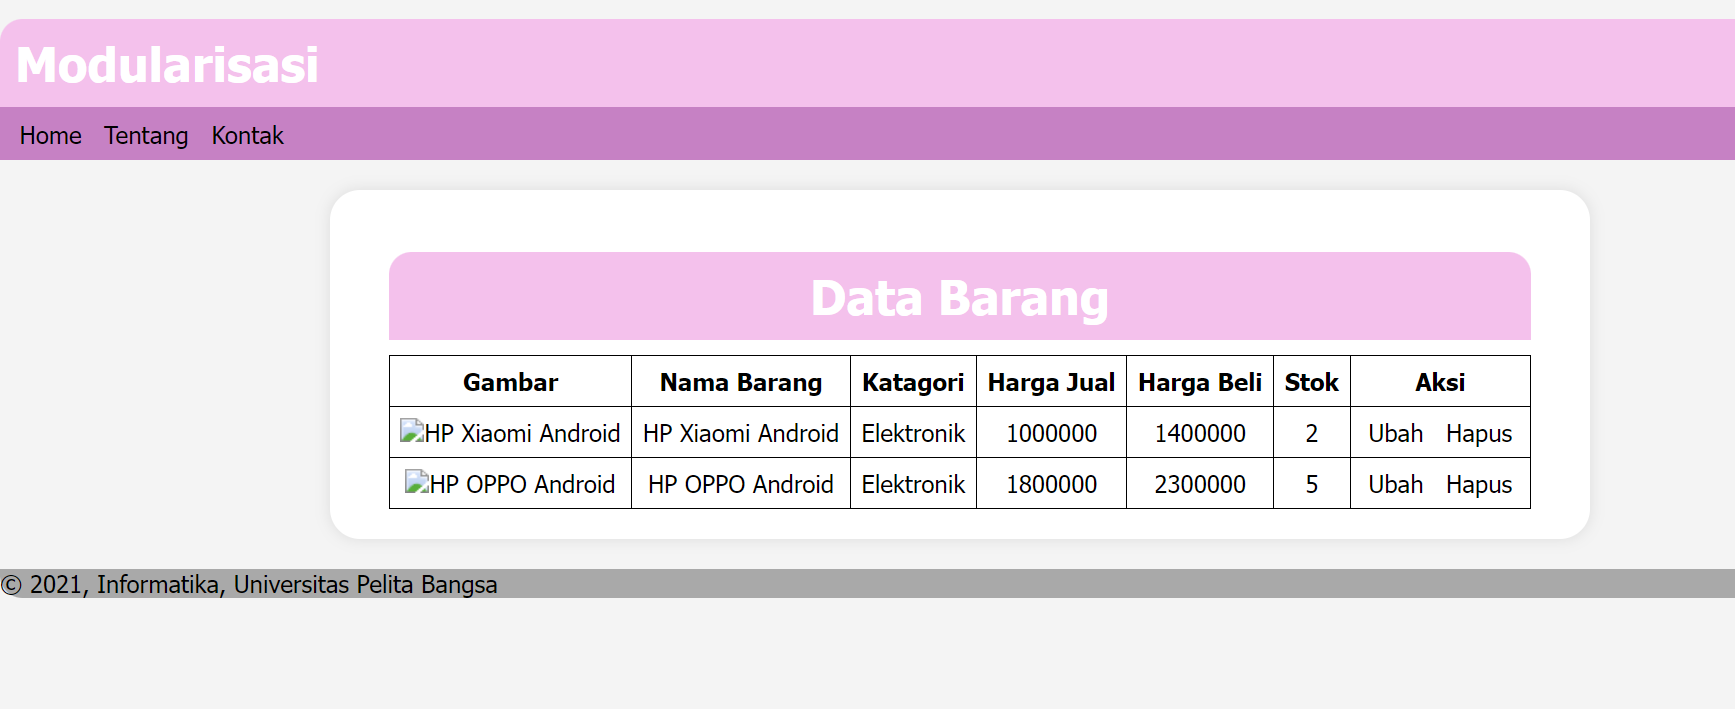 Modularisasi
Home Tentang Kontak
Data Barang
Gambar Nama Barang Katagori Harga Jual Harga Beli Stok Aksi
HP Xiaomi Android HP Xiaomi Android Elektronik 1000000 1400000 2 Ubah Hapus
HP OPPO Android HP OPPO Android Elektronik 1800000 2300000 5 Ubah Hapus
© 2021, Informatika, Universitas Pelita Bangsa